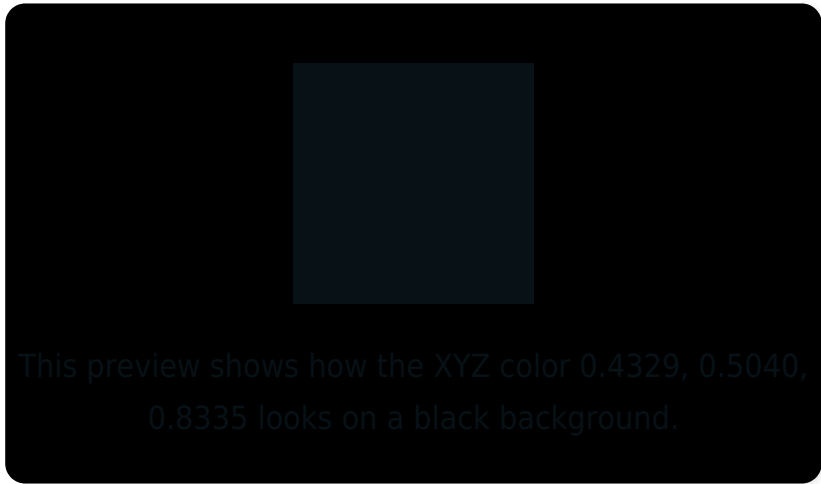 This preview shows how the XYZ color 0.4329, 0.5040,
0.8335 looks on a black background.